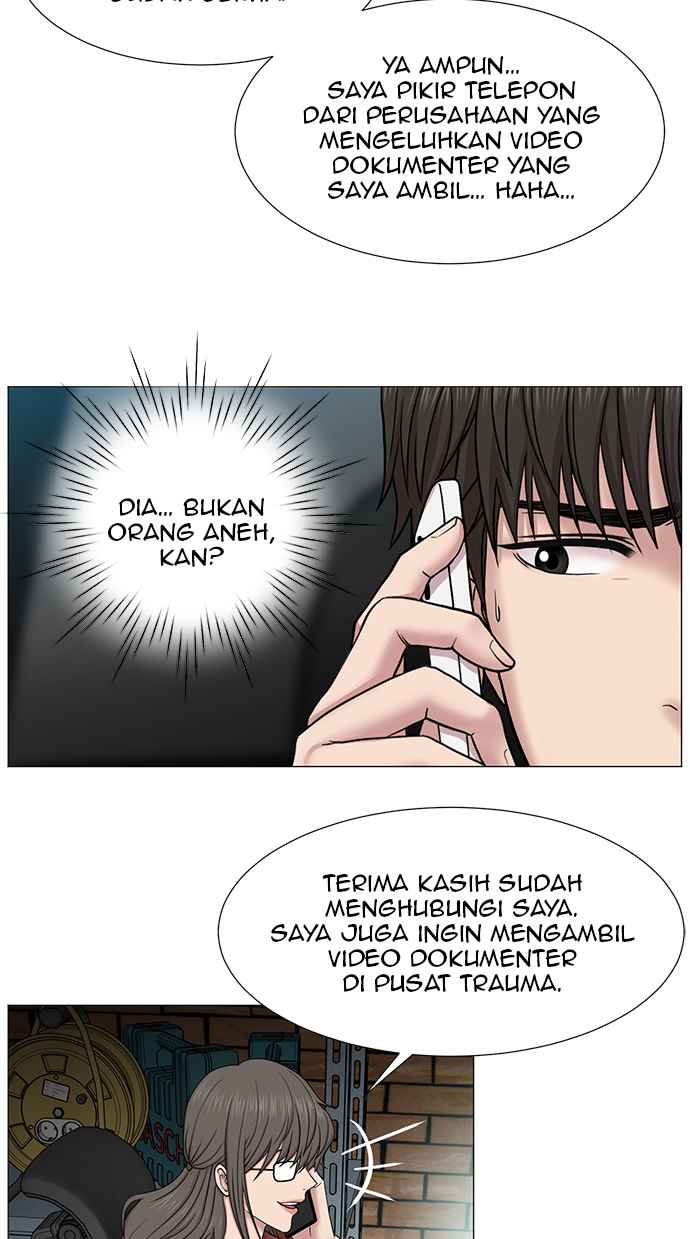 YA AMPUN...
SAYA PIKIR TELEPON
DARI PERUSAHAAN YANG
MENGELUHKAN VIDEO
DOKUMENTER YANG
SAYA AMBIL... HAHA...
DIA... BUKAN
ORANG ANEH,
KAN?
TERIMA KASIH SUDAH
MENGHUBUNGI SAYA.
SAYA JUGA INGIN MENGAMBIL
VIDEO DOKUMENTER
DI PUSAT TRAUMA.
ASCH